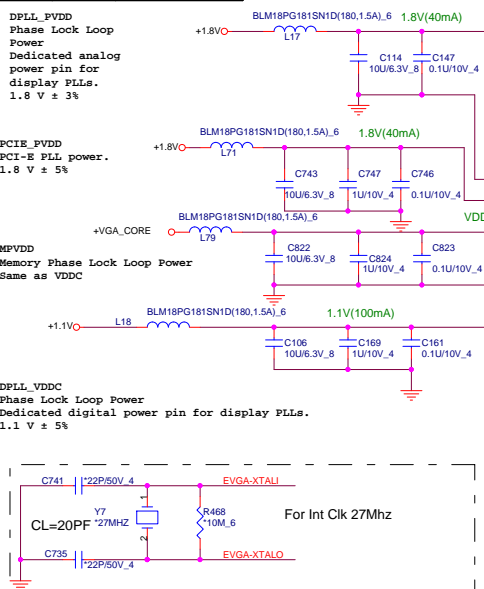 DPLL_PVDD
Phase Lock Loop
Power
Dedicated analog
power pin for
display PLLs.
1.8 V ± 3%
BLM18PG181SN1D(180,1.5A)_6
1.8V(40mA)
+1.8V
L17
C114
10U/6.3V_8
C147
0.1U/10V_4
PCIE_PVDD
PCI-E PLL power.
1.8 V ± 5%
BLM18PG181SN1D(180,1.5A)_6
1.8V(40mA)
+1.8V
L71
C743
10U/6.3V_8
C747
1U/10V_4
C746
0.1U/10V_4
BLM18PG181SN1D(180,1.5A)_6
VDD
+VGA_CORE
L79
MPVDD
Memory Phase Lock Loop Power
Same as VDDC
C822
10U/6.3V_8
C824
1U/10V_4
C823
0.1U/10V_4
BLM18PG181SN1D(180,1.5A)_6
1.1V(100mA)
+1.1V
L18
C106
10U/6.3V_8
C169
1U/10V_4
C161
0.1U/10V_4
DPLL_VDDC
Phase Lock Loop Power
Dedicated digital power pin for display PLLs.
1.1 V ± 5%
C741
*22P/50V_4
EVGA-XTALI
CL=20PF
Y7
*27MHZ
1
2
R468
*10M_6
For Int Clk 27Mhz
C735
*22P/50V_4
EVGA-XTALO